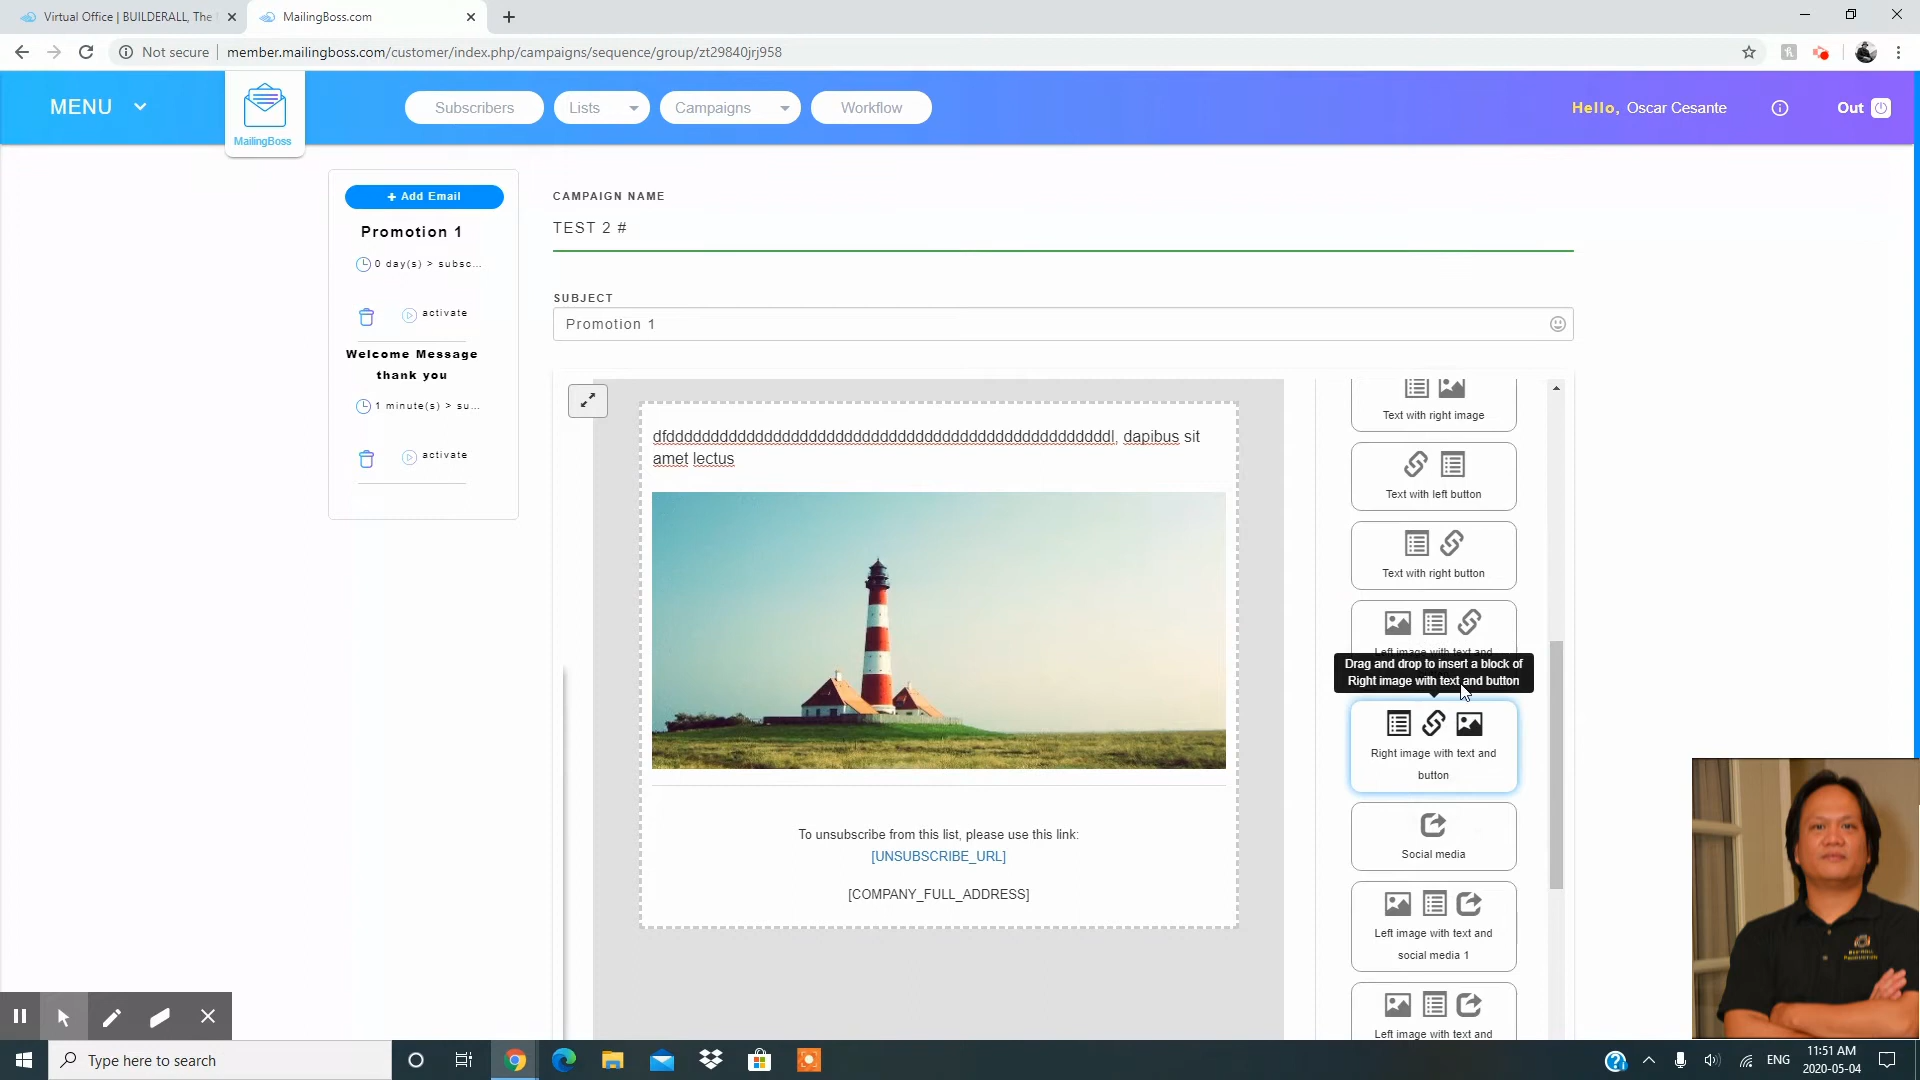 Virtual Office | BUILDERALL, The
MailingBoss.com
Not secure
member.mailingboss.com/customer/index.php/campaigns/sequence/group/zt29840jrj958
MENU
MailingBoss
Subscribers
Lists
Campaigns
Workflow
Hello, Oscar Cesante
Out
+ Add Email
Promotion 1
0 day(s) > subsc...
activate
Welcome Message
thank you
1 minute(s) > su...
activate
CAMPAIGN NAME
TEST 2 #
SUBJECT
Promotion 1
dfdddddddddddddddddddddddddddddddddddddddddddddddddl, dapibus sit
amet lectus
To unsubscribe from this list, please use this link:
[UNSUBSCRIBE_URL]
[COMPANY_FULL_ADDRESS]
Text with right image
Text with left button
Text with right button
Left image with text and
Drag and drop to insert a block of
Right image with text and button
Right image with text and
button
Social media
Left image with text and
social media 1
Left image with text and
Type here to search
ENG
11:51 AM
2020-05-04